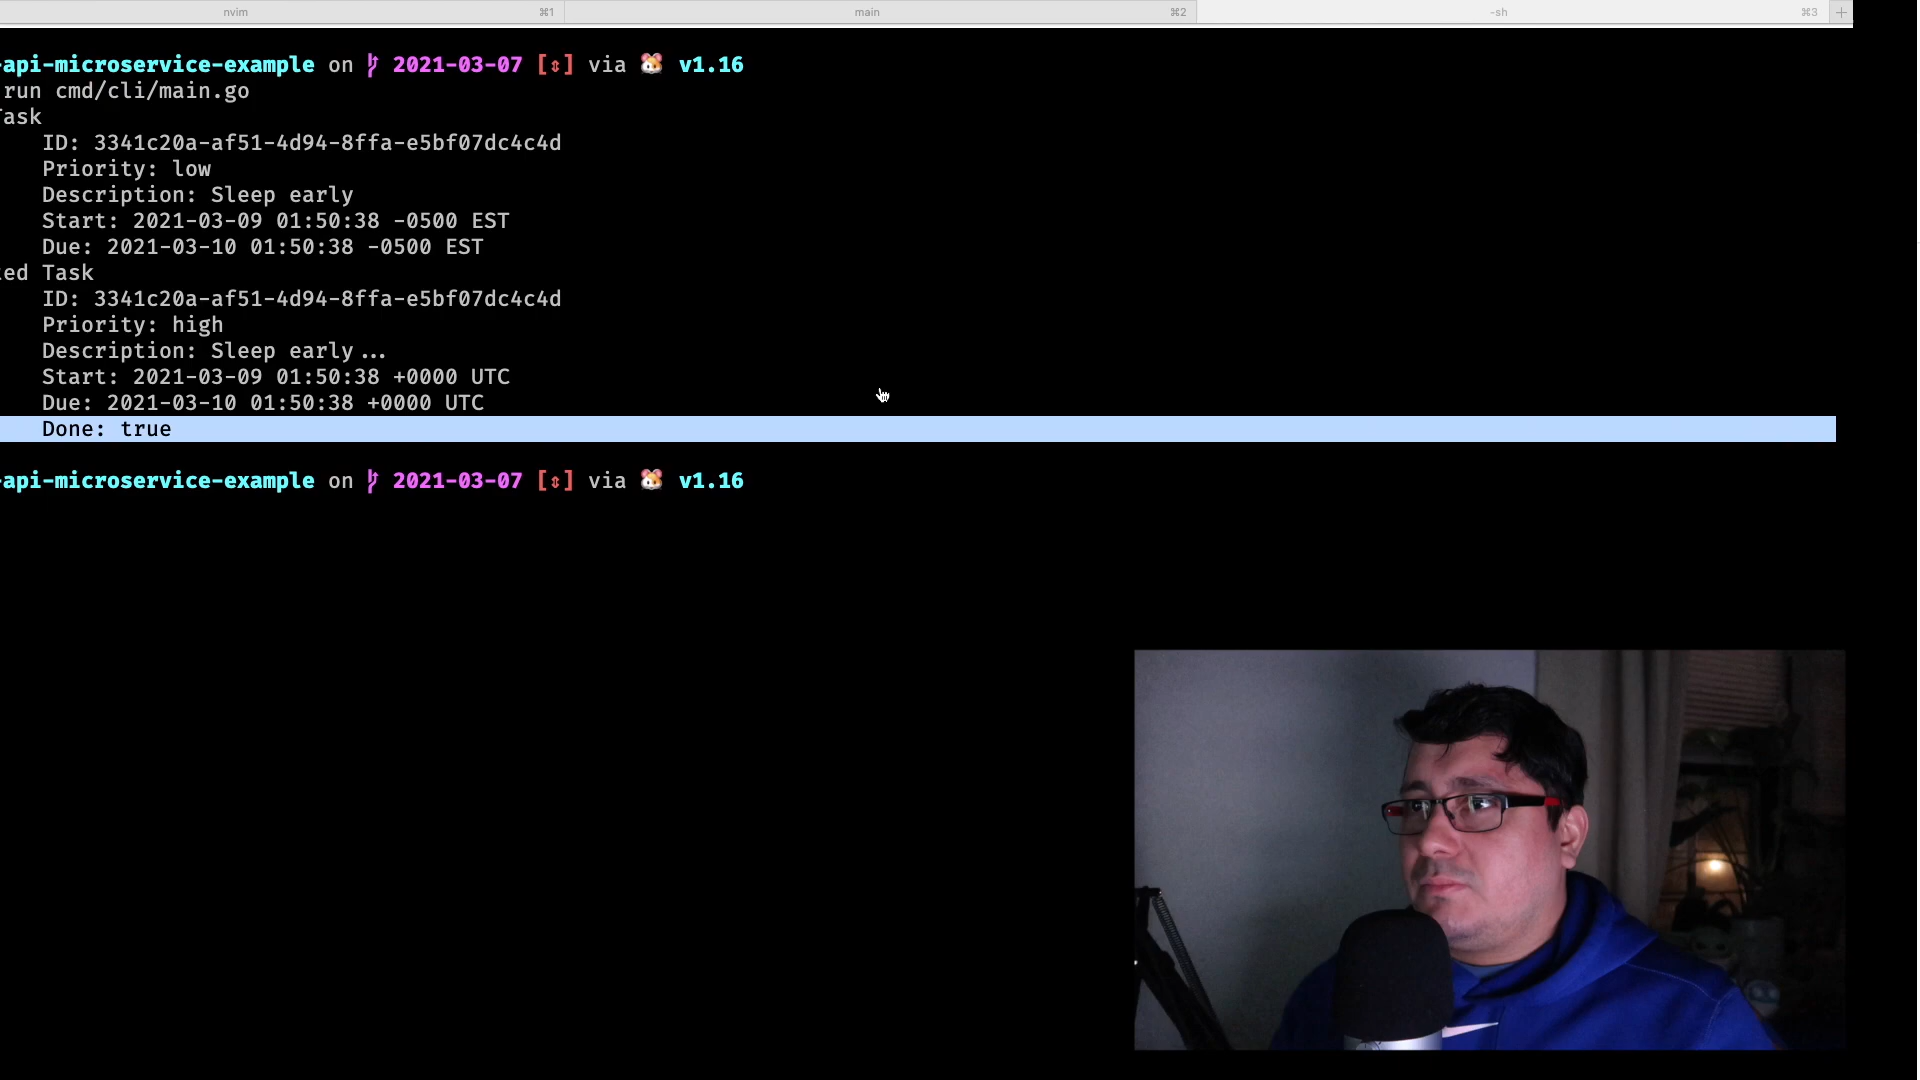 nvim ⌘1 main ⌘2 -sh ⌘3 +
-api-microservice-example on 2021-03-07 [⇕] via 🐹 v1.16
run cmd/cli/main.go
Task
ID: 3341c20a-af51-4d94-8ffa-e5bf07dc4c4d
Priority: low
Description: Sleep early
Start: 2021-03-09 01:50:38 -0500 EST
Due: 2021-03-10 01:50:38 -0500 EST
ed Task
ID: 3341c20a-af51-4d94-8ffa-e5bf07dc4c4d
Priority: high
Description: Sleep early...
Start: 2021-03-09 01:50:38 +0000 UTC
Due: 2021-03-10 01:50:38 +0000 UTC
Done: true
-api-microservice-example on 2021-03-07 [⇕] via 🐹 v1.16